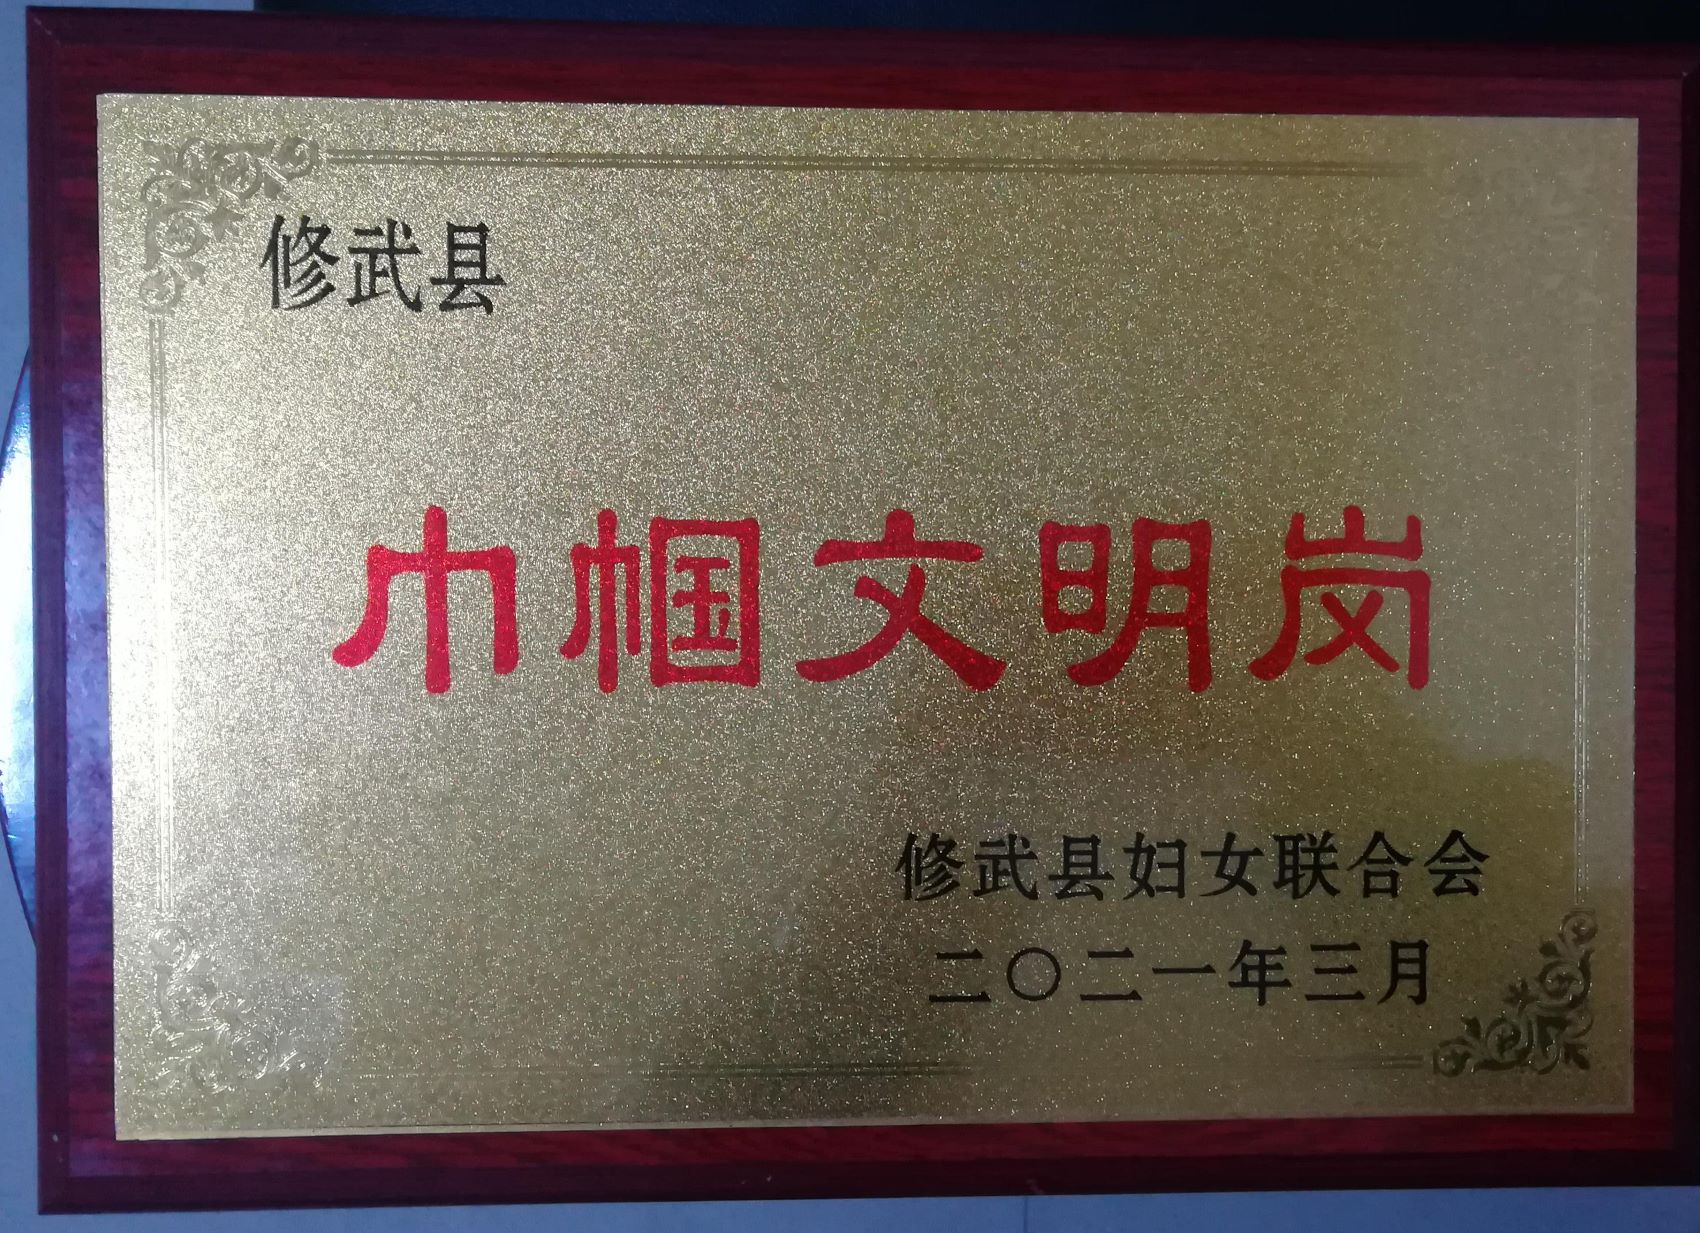 修武县
巾帼文明岗
修武县妇女联合会
二〇二一年三月